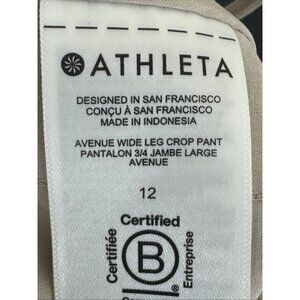 ATHLETA
DESIGNED IN SAN FRANCISCO
CONÇU À SAN FRANCISCO
MADE IN INDONESIA
AVENUE WIDE LEG CROP PANT
PANTALON 3/4 JAMBE LARGE
AVENUE
12
Certified
Certifiée
B
Entreprise
®